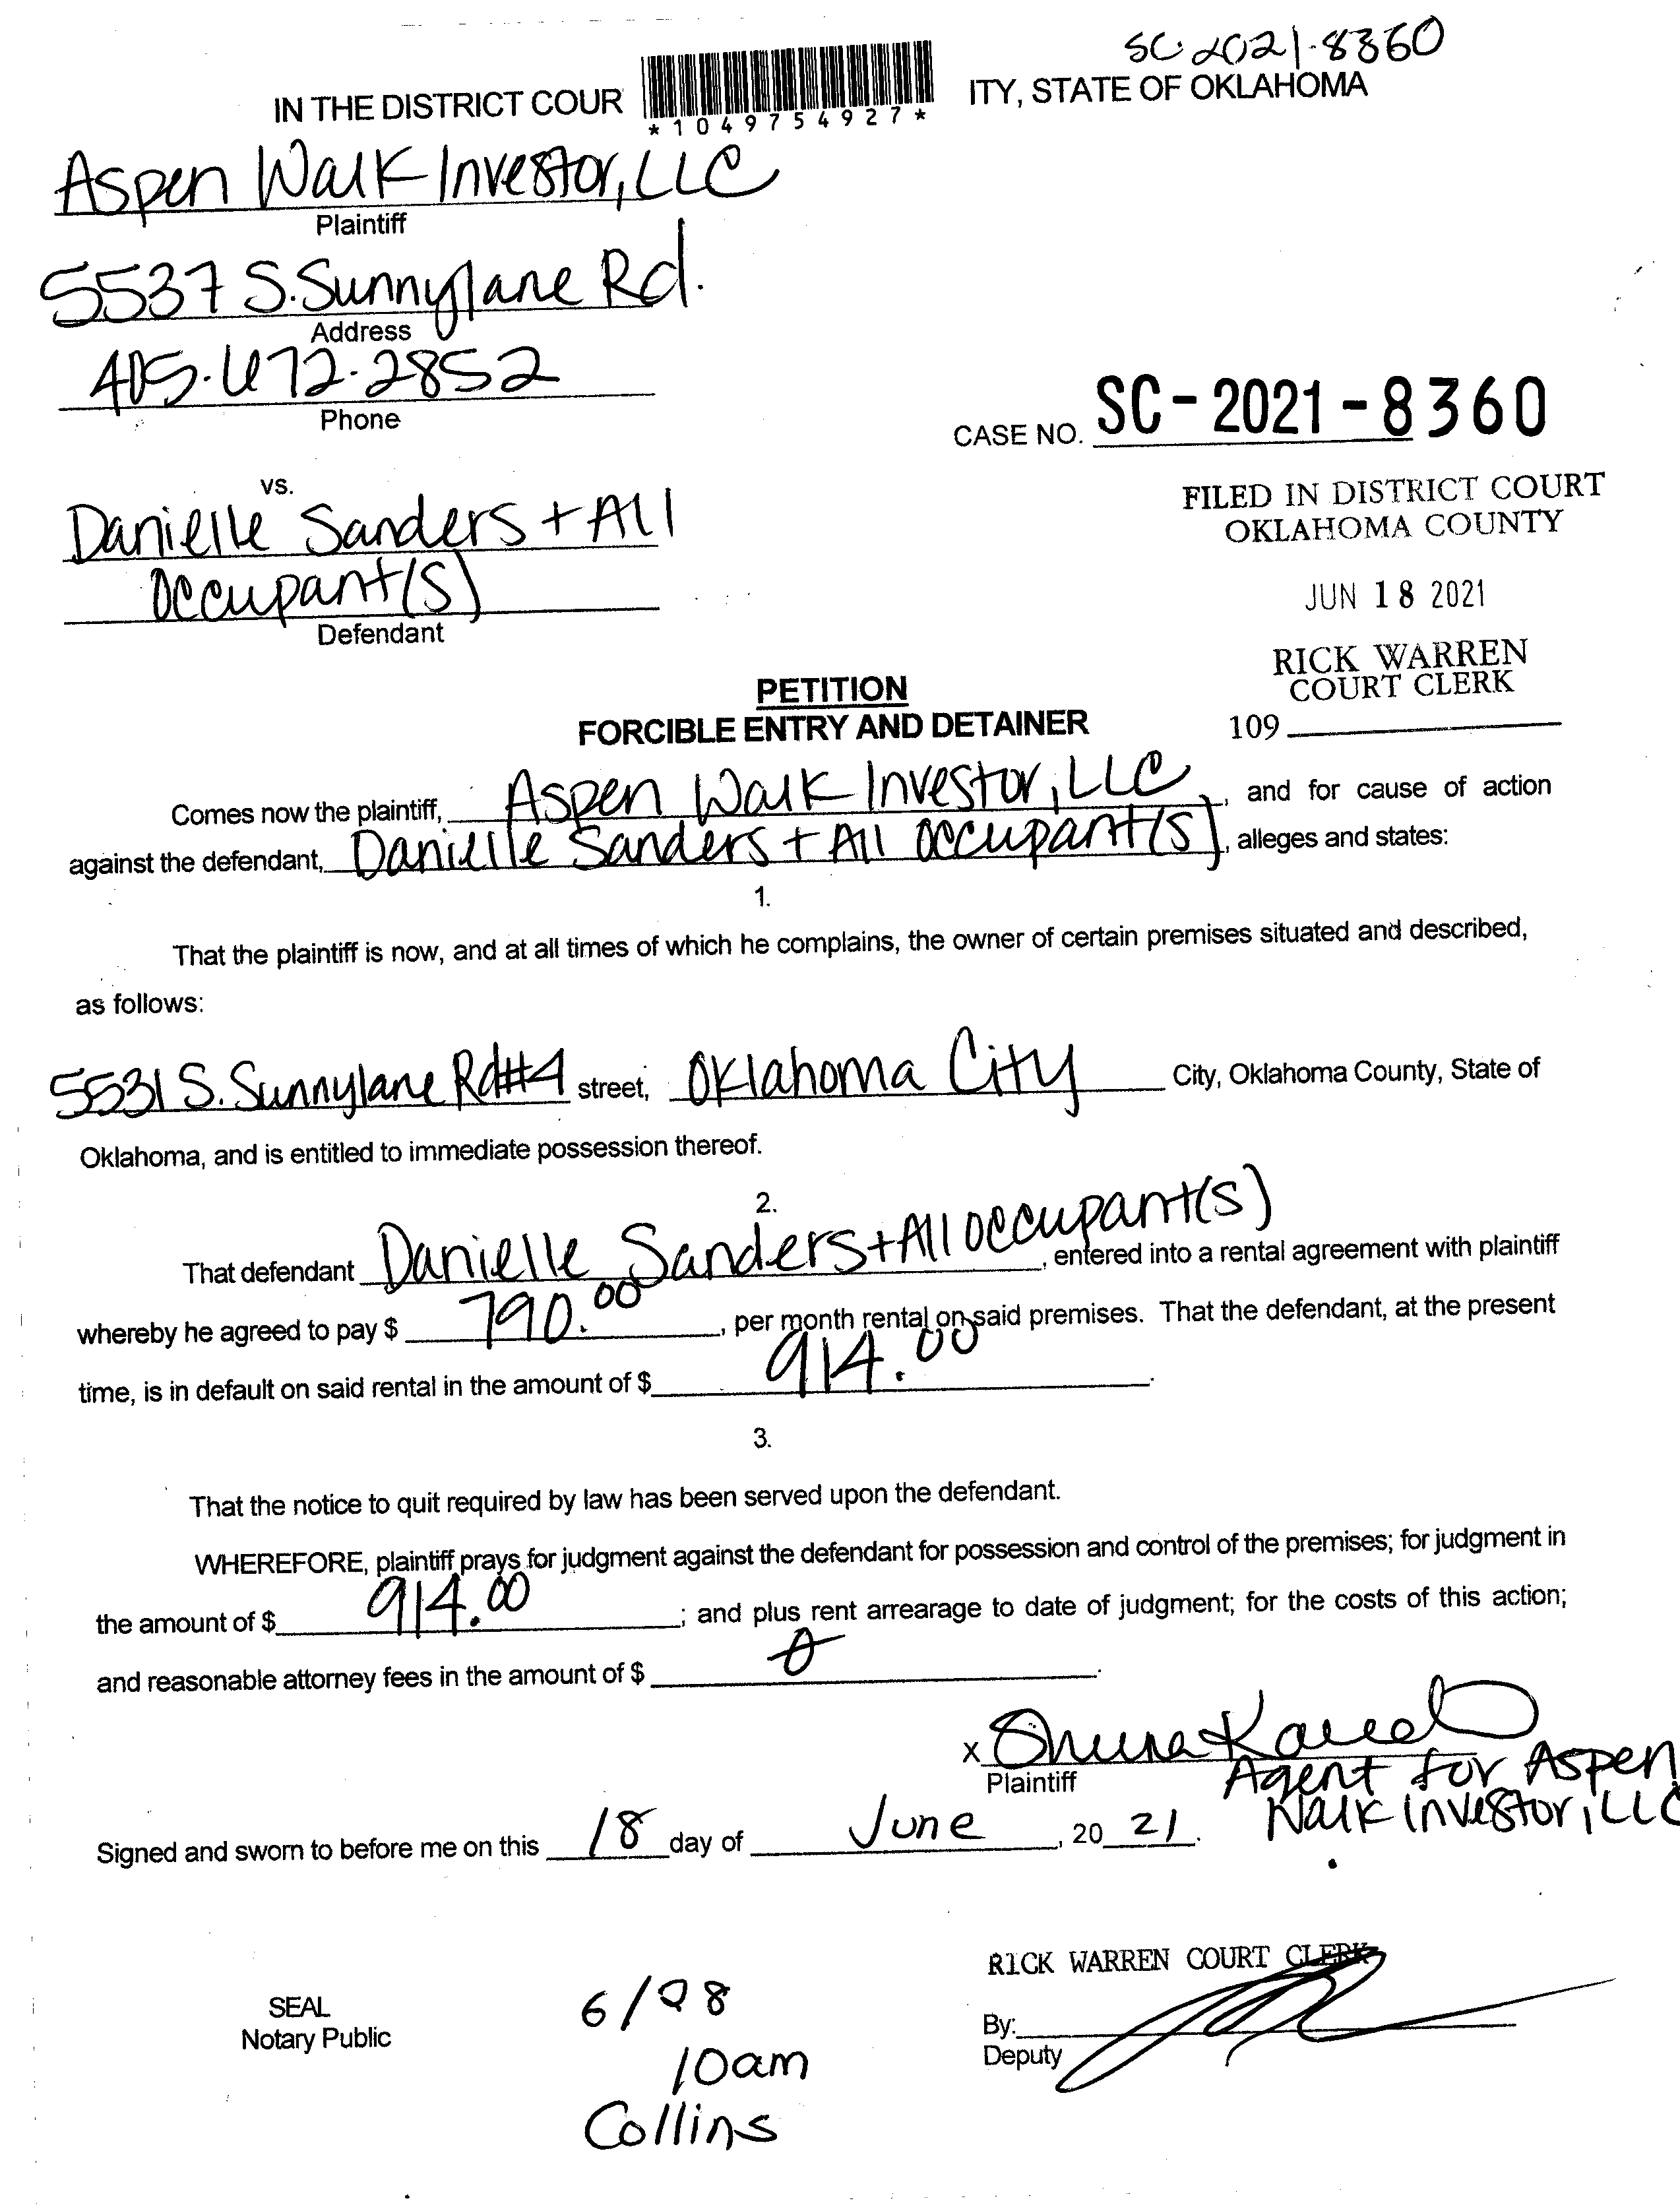 SC-2021-8360
IN THE DISTRICT COUR ITY, STATE OF OKLAHOMA
*1049754927*
Aspen Walk Investor, LLC
Plaintiff
5537 S. Sunnylane Rd.
Address
405-672-2852
Phone
CASE NO. SC-2021-8360
vs.
Danielle Sanders + All
Occupant(s)
Defendant
FILED IN DISTRICT COURT
OKLAHOMA COUNTY
JUN 18 2021
RICK WARREN
COURT CLERK
109
PETITION
FORCIBLE ENTRY AND DETAINER
Comes now the plaintiff, Aspen Walk Investor, LLC, and for cause of action
against the defendant, Danielle Sanders + All Occupant(s), alleges and states:
1.
That the plaintiff is now, and at all times of which he complains, the owner of certain premises situated and described,
as follows:
5531 S. Sunnylane Rd #4 street, Oklahoma City City, Oklahoma County, State of
Oklahoma, and is entitled to immediate possession thereof.
2.
That defendant Danielle Sanders + All Occupant(s), entered into a rental agreement with plaintiff
whereby he agreed to pay $ 790.00, per month rental on said premises. That the defendant, at the present
time, is in default on said rental in the amount of $ 914.00.
3.
That the notice to quit required by law has been served upon the defendant.
WHEREFORE, plaintiff prays for judgment against the defendant for possession and control of the premises; for judgment in
the amount of $ 914.00; and plus rent arrearage to date of judgment; for the costs of this action;
and reasonable attorney fees in the amount of $ 0.
x
Plaintiff
Agent for Aspen
Walk Investor, LLC
Signed and sworn to before me on this 18 day of June, 20 21.
RICK WARREN COURT CLERK
SEAL
Notary Public
6/28
10am
Collins
By:
Deputy